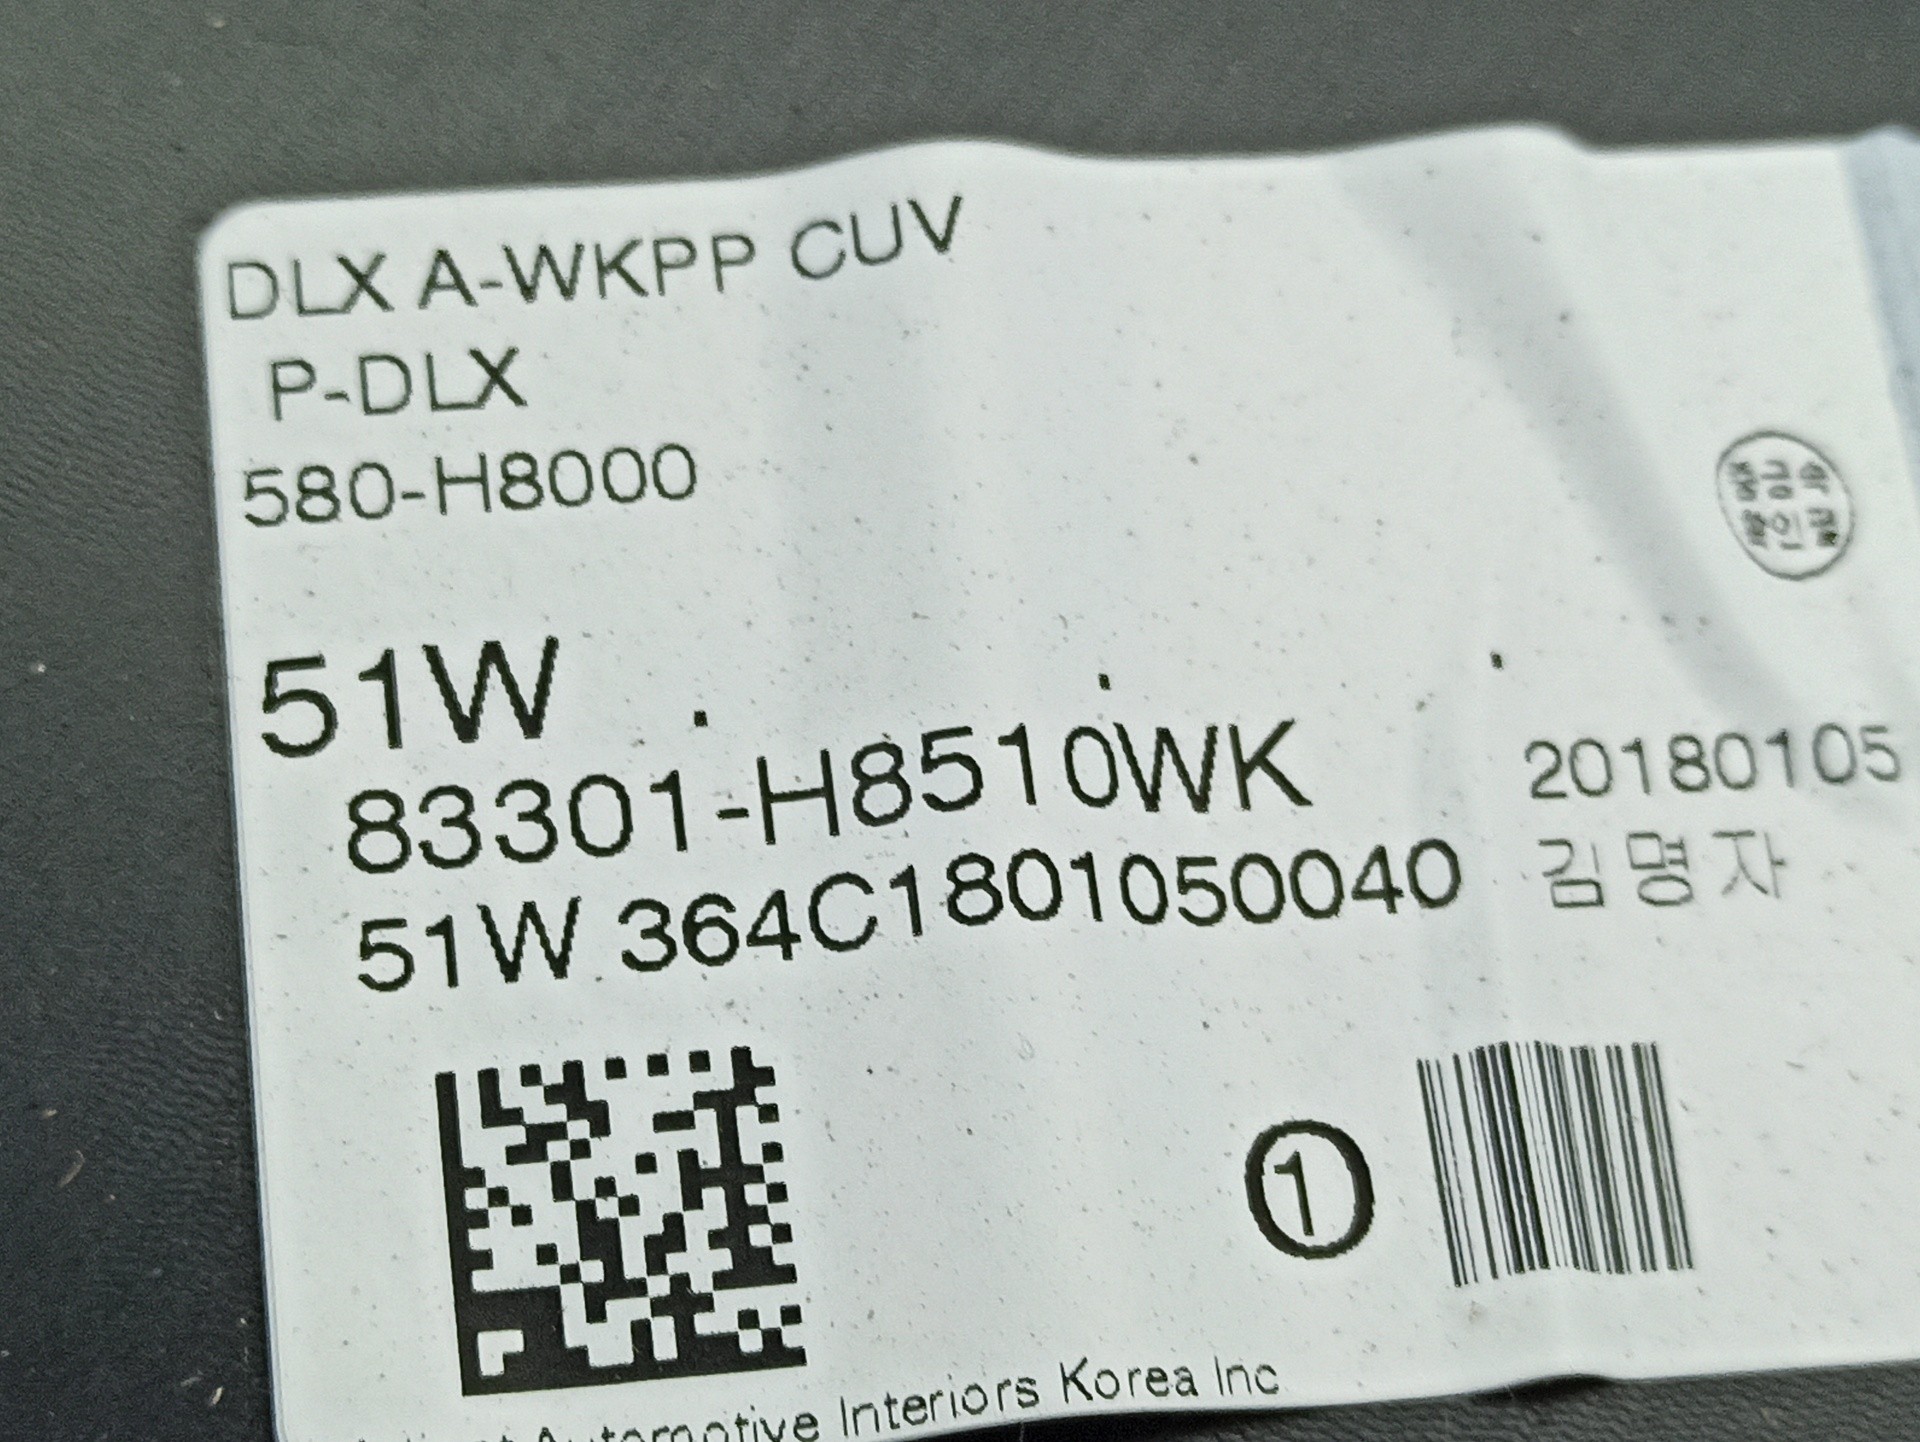 DLX A-WKPP CUV
P-DLX
580-H8000
51W
83301-H8510WK
20180105
51W 364C1801050040
김명자
①
Automotive Interiors Korea Inc